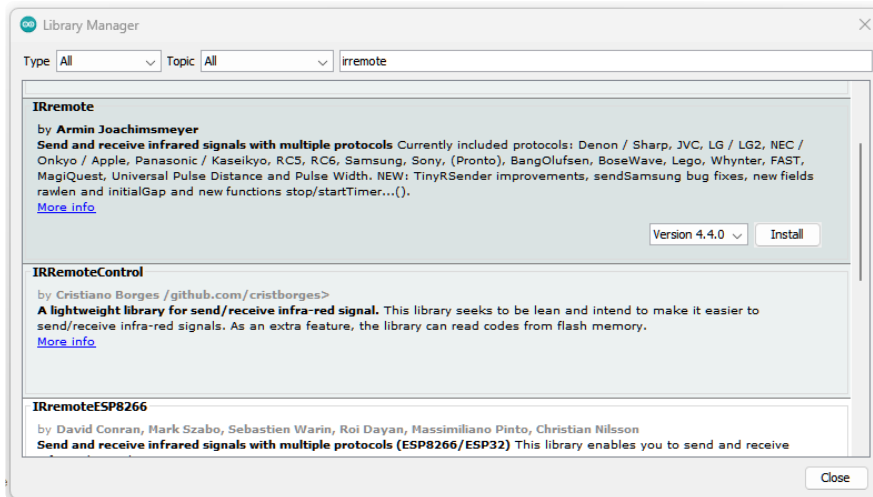 Library Manager
Type All Topic All irremote
IRremote
by Armin Joachimsmeyer
Send and receive infrared signals with multiple protocols Currently included protocols: Denon / Sharp, JVC, LG / LG2, NEC /
Onkyo / Apple, Panasonic / Kaseikyo, RC5, RC6, Samsung, Sony, (Pronto), BangOlufsen, BoseWave, Lego, Whynter, FAST,
MagiQuest, Universal Pulse Distance and Pulse Width. NEW: TinyRSender improvements, sendSamsung bug fixes, new fields
rawlen and initialGap and new functions stop/startTimer...().
More info
Version 4.4.0 Install
IRRemoteControl
by Cristiano Borges /github.com/cristborges>
A lightweight library for send/receive infra-red signal. This library seeks to be lean and intend to make it easier to
send/receive infra-red signals. As an extra feature, the library can read codes from flash memory.
More info
IRremoteESP8266
by David Conran, Mark Szabo, Sebastien Warin, Roi Dayan, Massimiliano Pinto, Christian Nilsson
Send and receive infrared signals with multiple protocols (ESP8266/ESP32) This library enables you to send and receive
Close